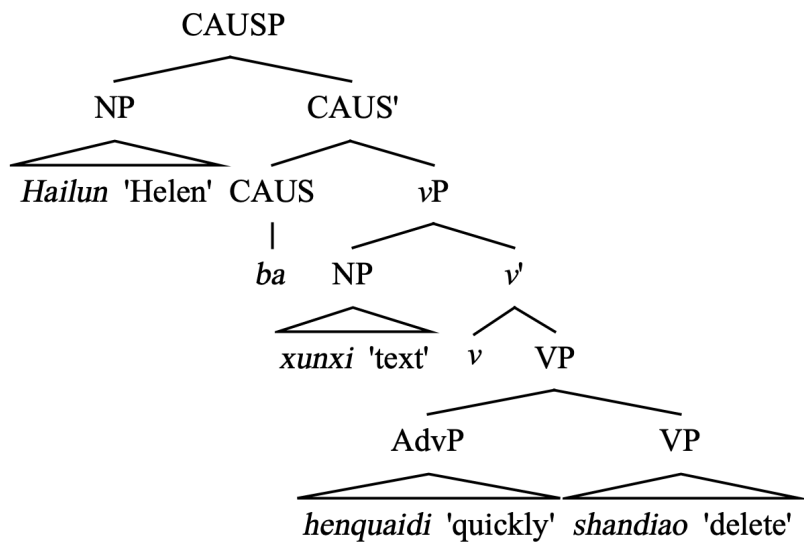 CAUSP
NP CAUS'
Hailun 'Helen' CAUS vP
ba NP v'
xunxi 'text' v VP
AdvP VP
henquaidi 'quickly' shandiao 'delete'